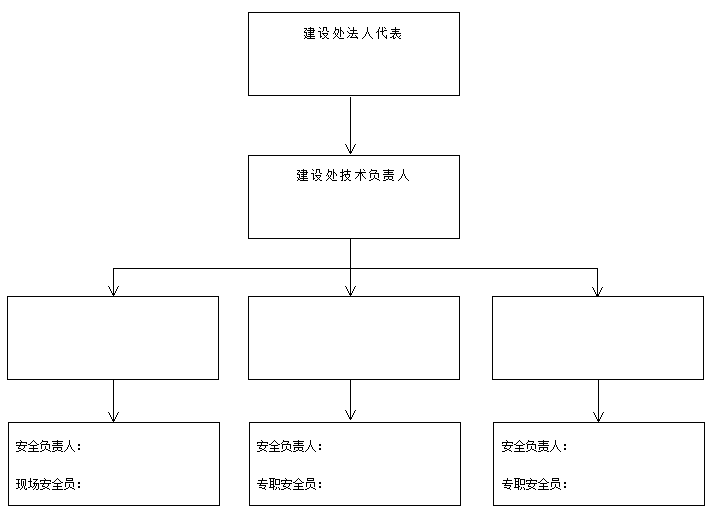 建设处法人代表
建设处技术负责人
安全负责人：
现场安全员：
安全负责人：
专职安全员：
安全负责人：
专职安全员：